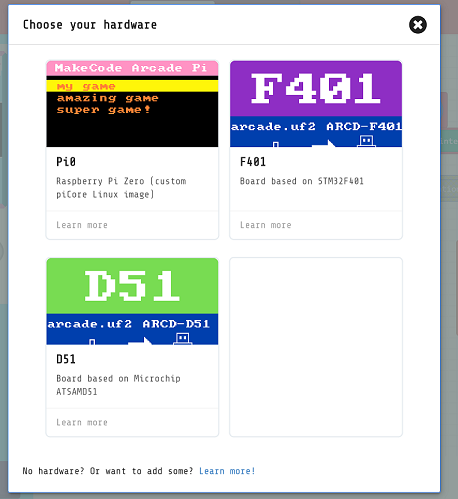 Choose your hardware
MakeCode Arcade Pi
my game
amazing game
super game!
Pi0
Raspberry Pi Zero (custom
piCore Linux image)
Learn more
F401
arcade.uf2 ARCD-F401
F401
Board based on STM32F401
Learn more
D51
arcade.uf2 ARCD-D51
D51
Board based on Microchip
ATSAMD51
Learn more
No hardware? Or want to add some? Learn more!